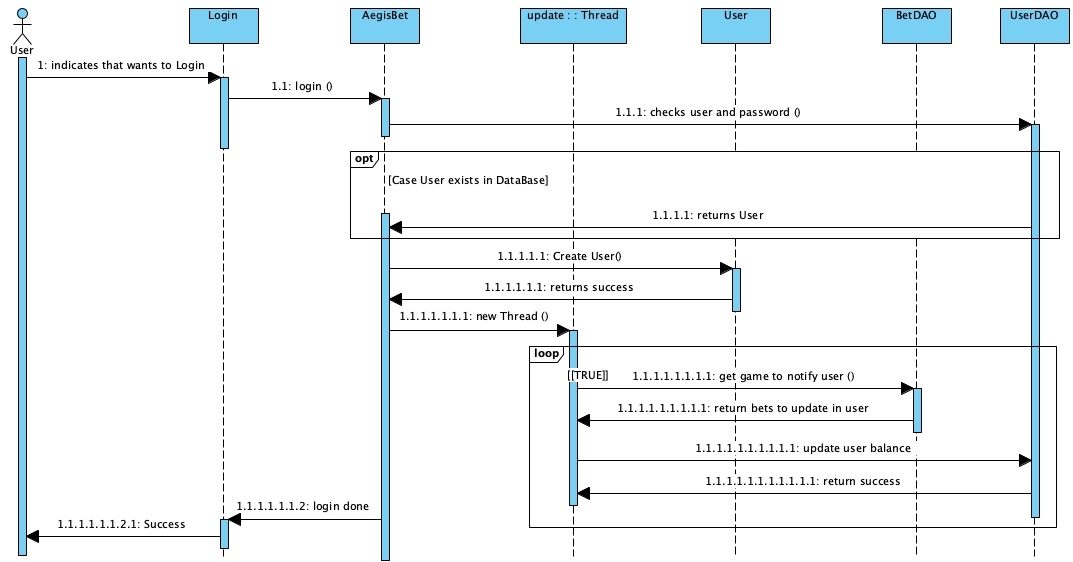 Login
AegisBet
update : : Thread
User
BetDAO
UserDAO
User
1: indicates that wants to Login
1.1: login ()
1.1.1: checks user and password ()
opt
[Case User exists in DataBase]
1.1.1.1: returns User
1.1.1.1.1: Create User()
1.1.1.1.1.1: returns success
1.1.1.1.1.1.1: new Thread ()
loop
[[TRUE]]
1.1.1.1.1.1.1.1: get game to notify user ()
1.1.1.1.1.1.1.1.1: return bets to update in user
1.1.1.1.1.1.1.1.1.1: update user balance
1.1.1.1.1.1.1.1.1.1.1: return success
1.1.1.1.1.1.2: login done
1.1.1.1.1.1.2.1: Success